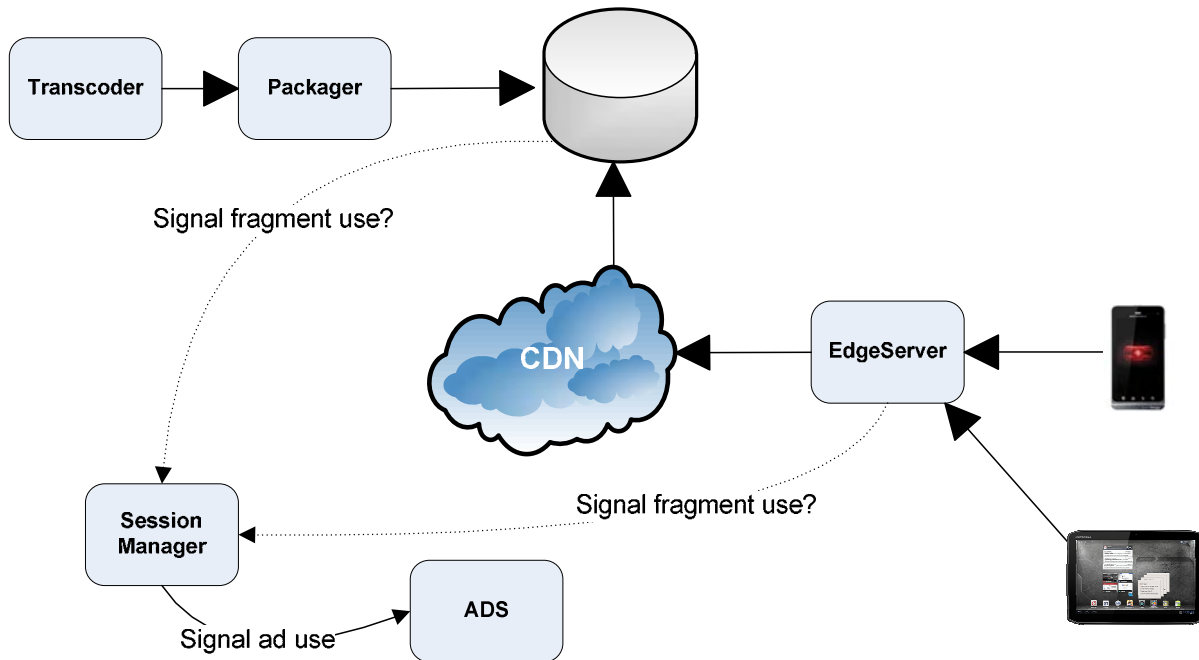 Transcoder
Packager
Signal fragment use?
CDN
EdgeServer
Signal fragment use?
Session
Manager
ADS
Signal ad use